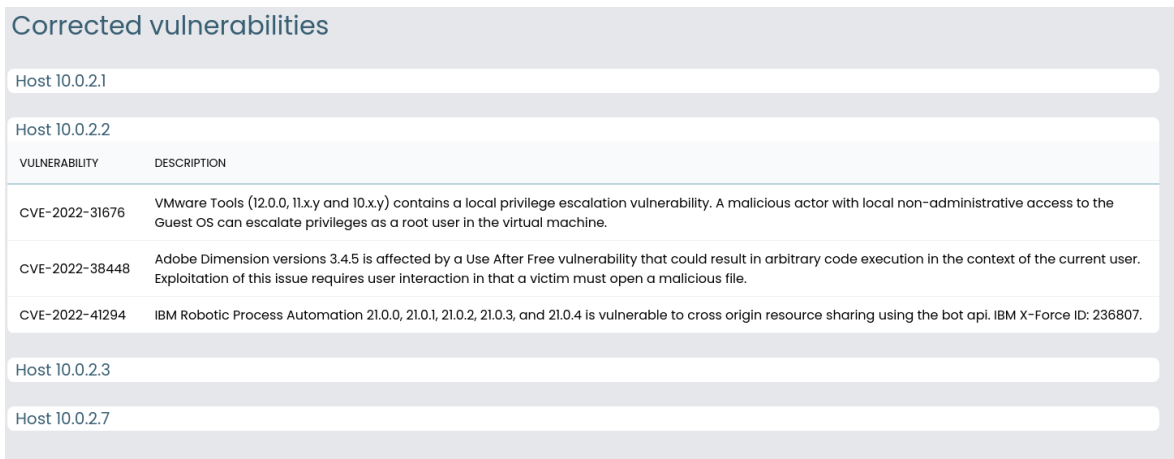 Corrected vulnerabilities
Host 10.0.2.1
Host 10.0.2.2
VULNERABILITY DESCRIPTION
CVE-2022-31676 VMware Tools (12.0.0, 11.x.y and 10.x.y) contains a local privilege escalation vulnerability. A malicious actor with local non-administrative access to the
Guest OS can escalate privileges as a root user in the virtual machine.
CVE-2022-38448 Adobe Dimension versions 3.4.5 is affected by a Use After Free vulnerability that could result in arbitrary code execution in the context of the current user.
Exploitation of this issue requires user interaction in that a victim must open a malicious file.
CVE-2022-41294 IBM Robotic Process Automation 21.0.0, 21.0.1, 21.0.2, 21.0.3, and 21.0.4 is vulnerable to cross origin resource sharing using the bot api. IBM X-Force ID: 236807.
Host 10.0.2.3
Host 10.0.2.7